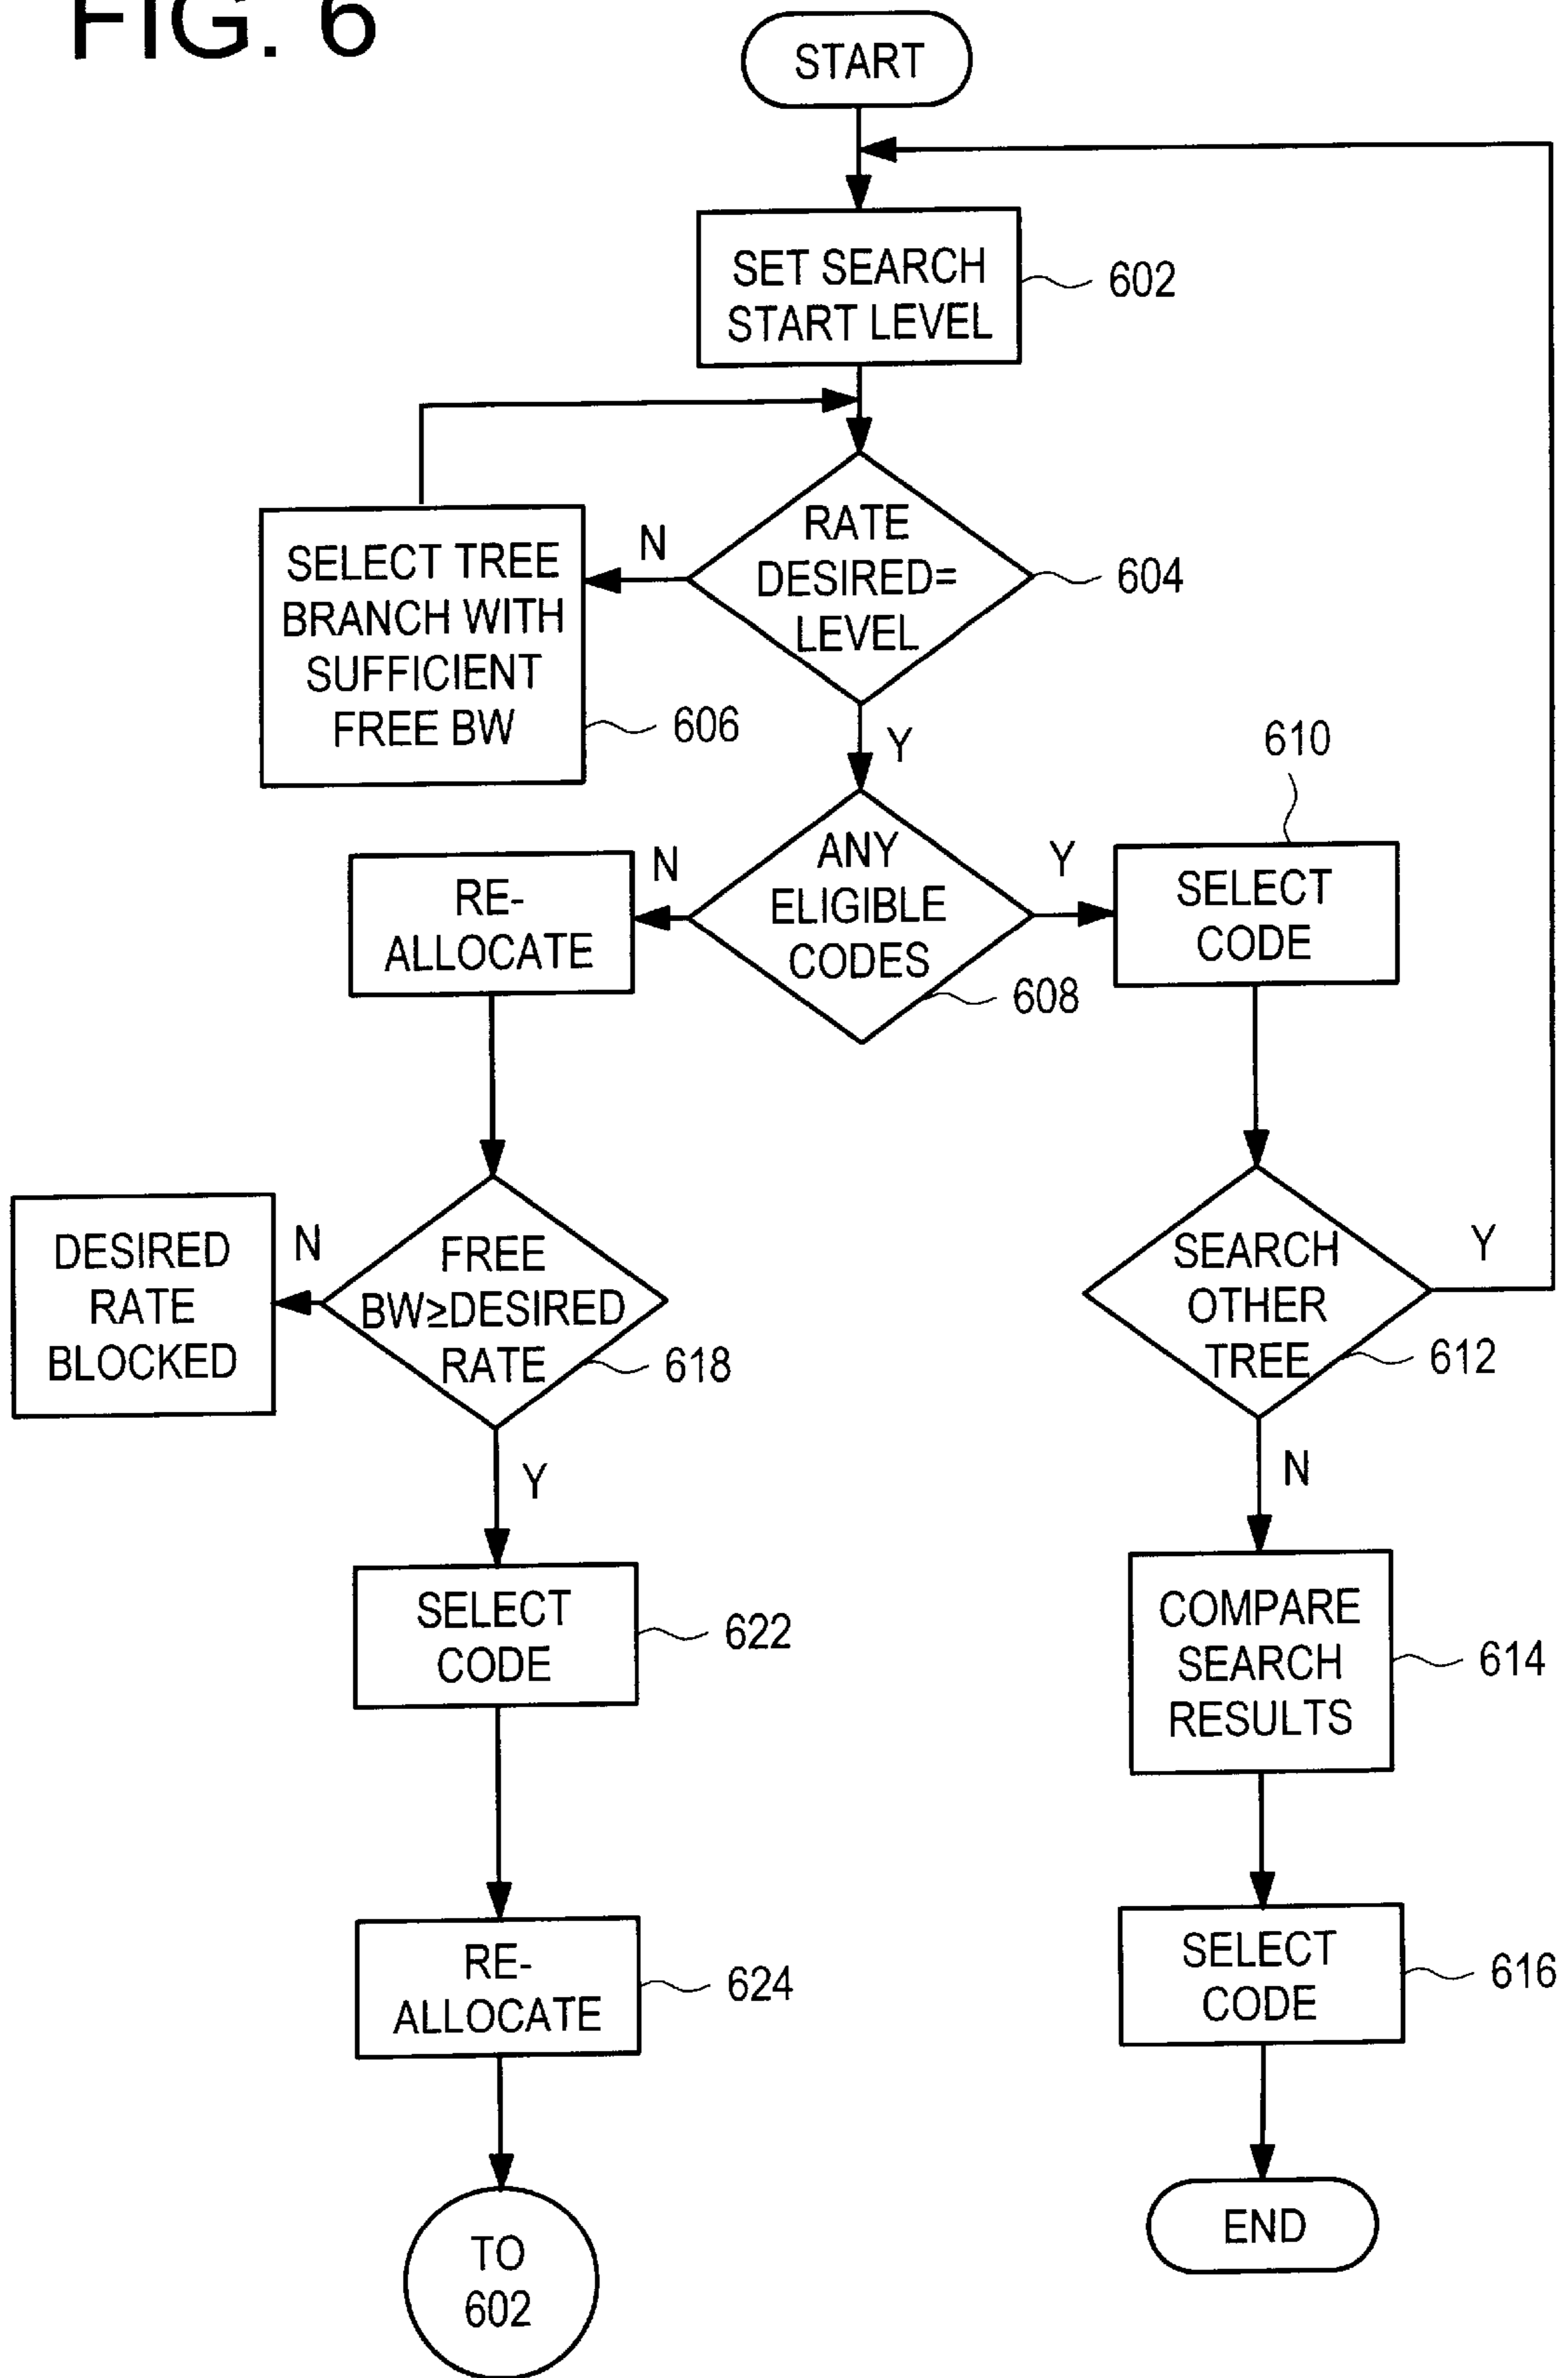 FIG. 6
START
SET SEARCH
START LEVEL
602
RATE
DESIRED=
LEVEL
604
N
SELECT TREE
BRANCH WITH
SUFFICIENT
FREE BW
606
Y
610
ANY
ELIGIBLE
CODES
608
N
RE-
ALLOCATE
Y
SELECT
CODE
DESIRED
RATE
BLOCKED
N
FREE
BW≥DESIRED
RATE
618
SEARCH
OTHER
TREE
612
Y
Y
N
SELECT
CODE
622
COMPARE
SEARCH
RESULTS
614
RE-
ALLOCATE
624
SELECT
CODE
616
TO
602
END